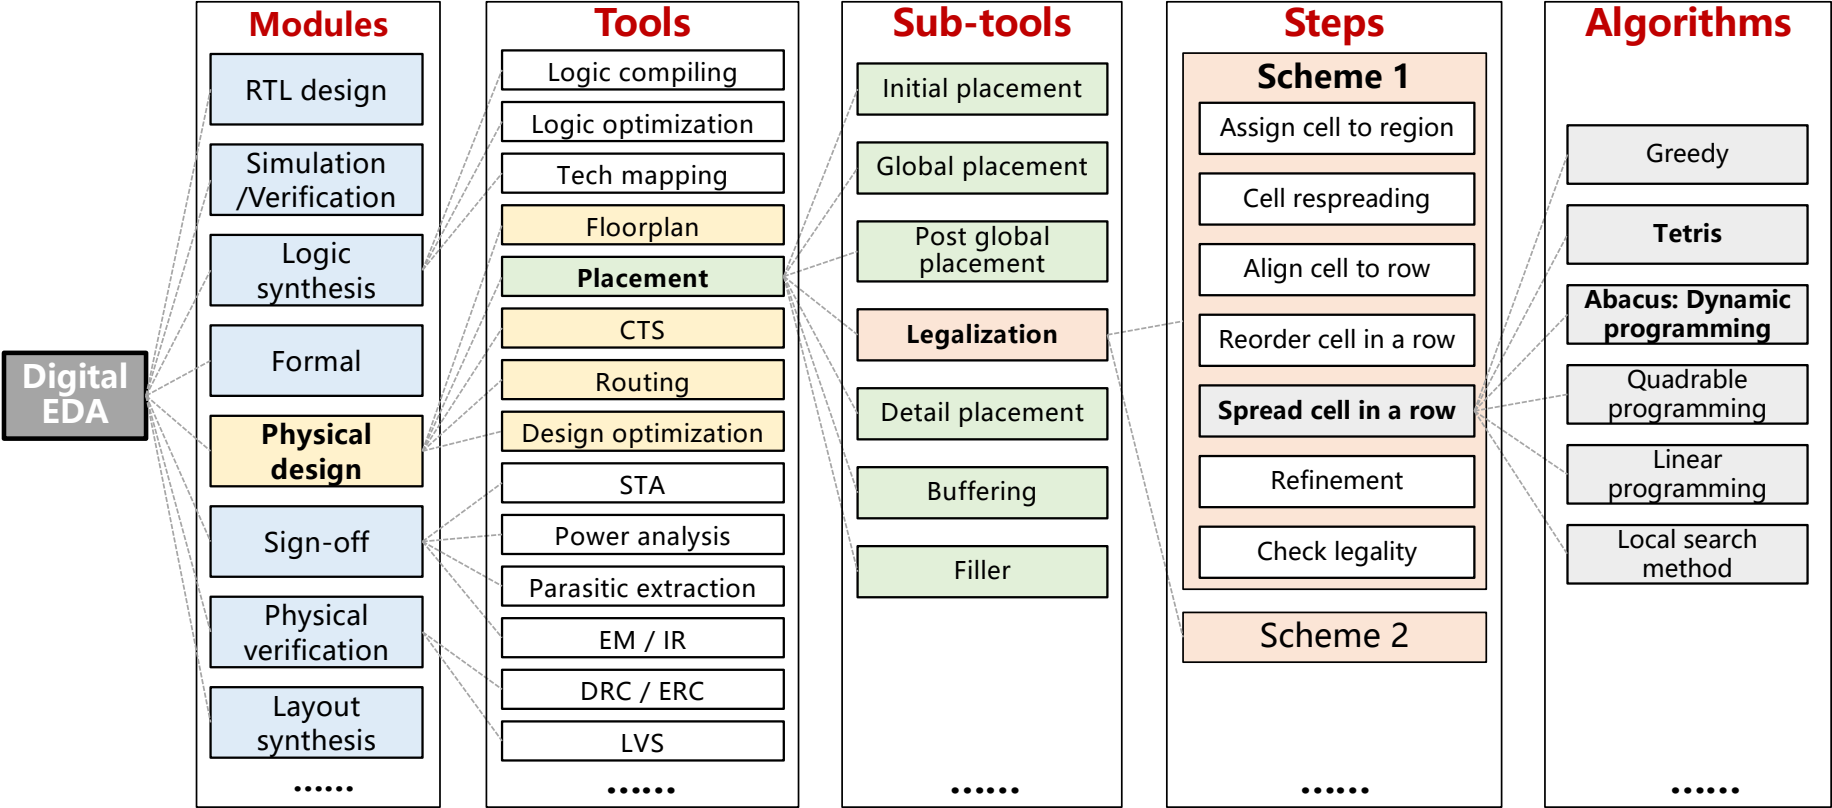 Digital
EDA
Modules
RTL design
Simulation
/Verification
Logic
synthesis
Formal
Physical
design
Sign-off
Physical
verification
Layout
synthesis
......
Tools
Logic compiling
Logic optimization
Tech mapping
Floorplan
Placement
CTS
Routing
Design optimization
STA
Power analysis
Parasitic extraction
EM / IR
DRC / ERC
LVS
......
Sub-tools
Initial placement
Global placement
Post global
placement
Legalization
Detail placement
Buffering
Filler
......
Steps
Scheme 1
Assign cell to region
Cell respreading
Align cell to row
Reorder cell in a row
Spread cell in a row
Refinement
Check legality
Scheme 2
......
Algorithms
Greedy
Tetris
Abacus: Dynamic
programming
Quadrable
programming
Linear
programming
Local search
method
......